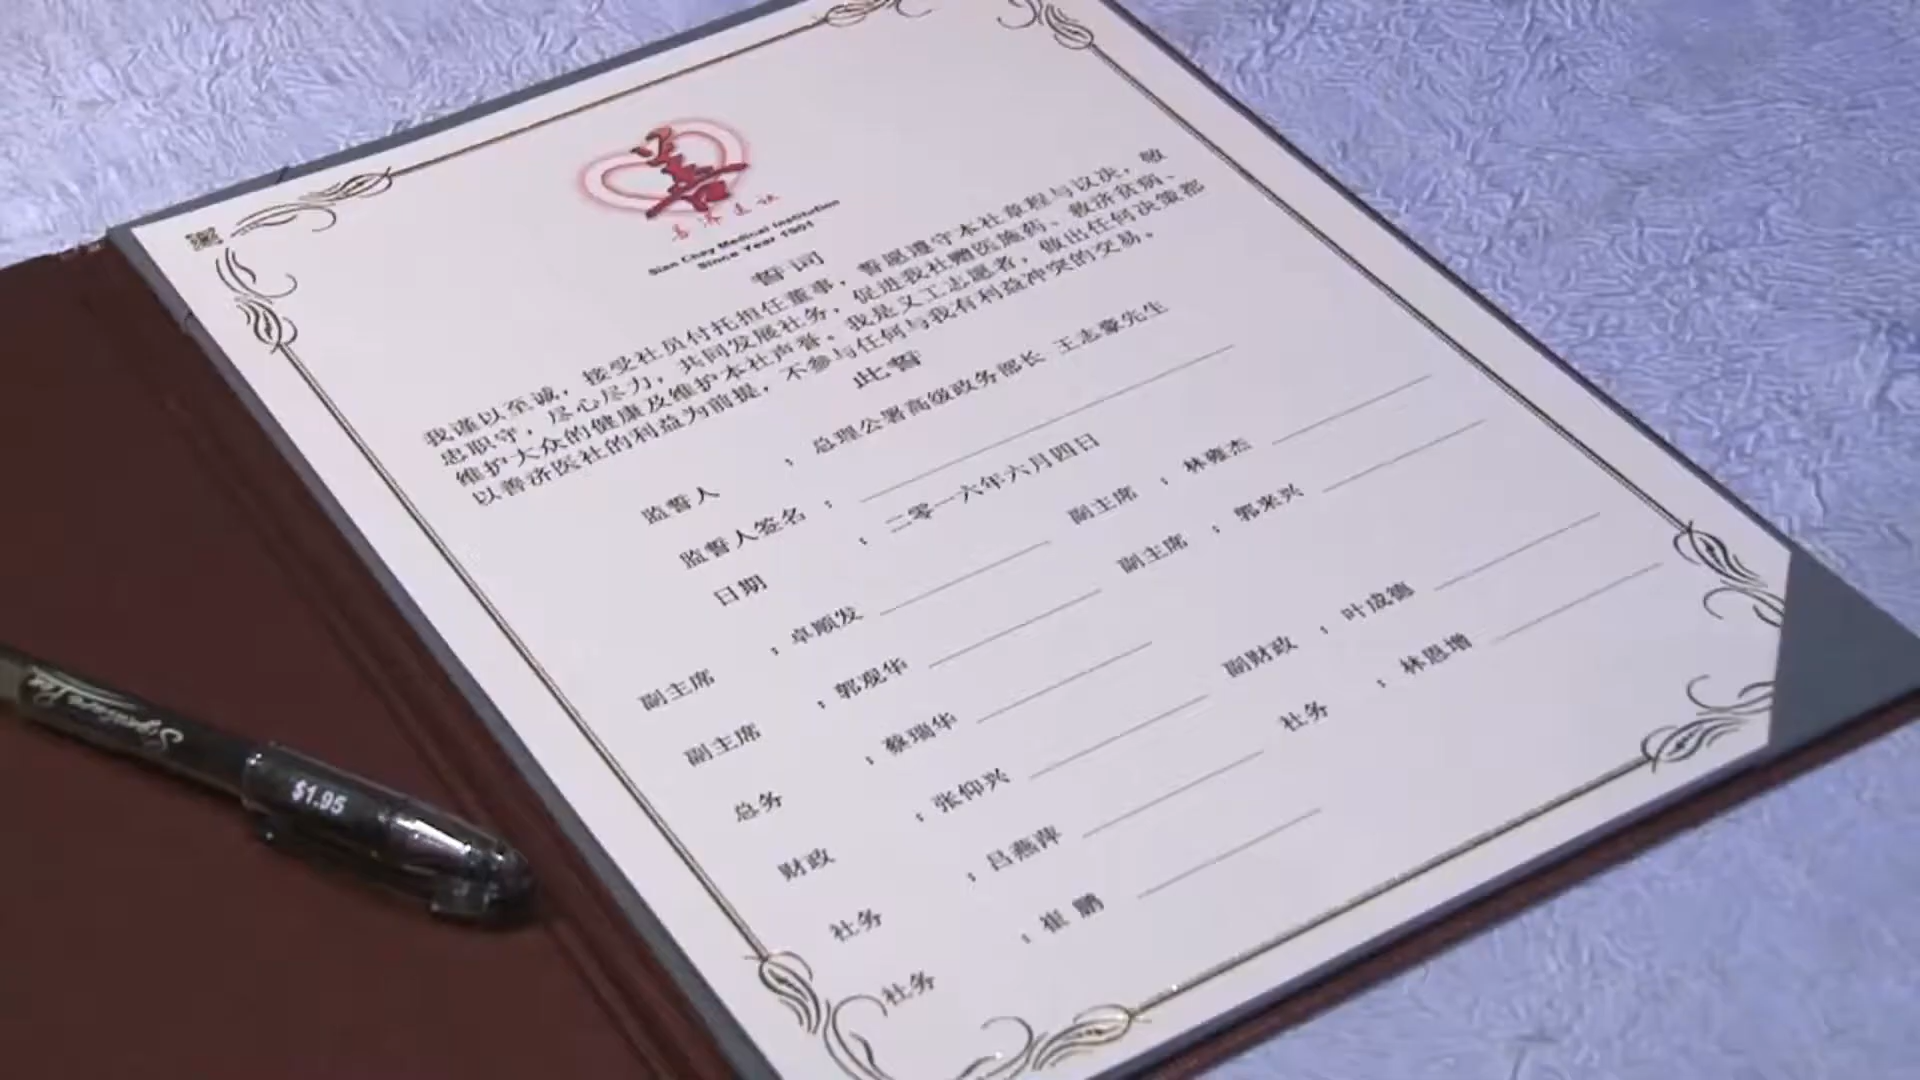 善济医社
Sian Chay Medical Institution
Since Year 1901
誓词
我谨以至诚，接受社员付托担任董事，誓愿遵守本社章程与议决，敬
忠职守，尽心尽力，共同发展社务，促进我社赠医施药、救济贫病、
维护大众的健康及维护本社声誉，我是义工志愿者，做出任何决策都
以善济医社的利益为前提，不参与任何与我有利益冲突的交易。
此誓
监誓人 : 总理公署高级政务部长 王志豪先生
监誓人签名 :
日期 : 二零一六年六月四日
副主席 : 卓顺发 副主席 : 林雍杰
副主席 : 郭观华 副主席 : 郭来兴
总务 : 蔡瑞华
财政 : 张仰兴 副财政 : 叶成德
社务 : 吕燕萍 社务 : 林恩增
社务 : 崔 鹏
Signature Pen
$1.95